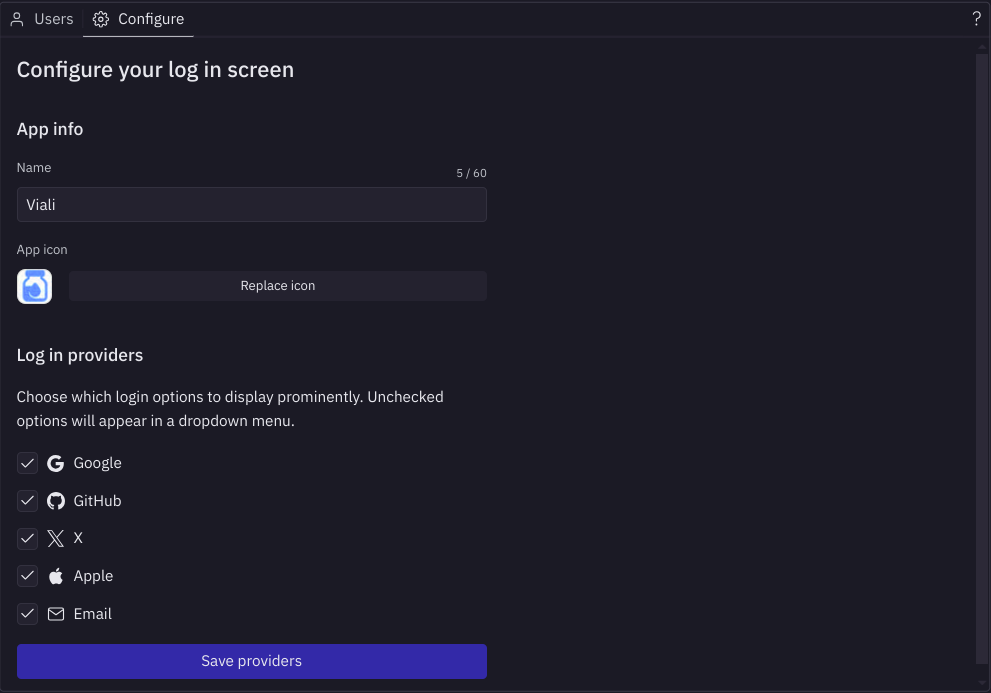 Users
Configure
?
Configure your log in screen
App info
Name
5 / 60
Viali
App icon
Replace icon
Log in providers
Choose which login options to display prominently. Unchecked
options will appear in a dropdown menu.
Google
GitHub
X
Apple
Email
Save providers